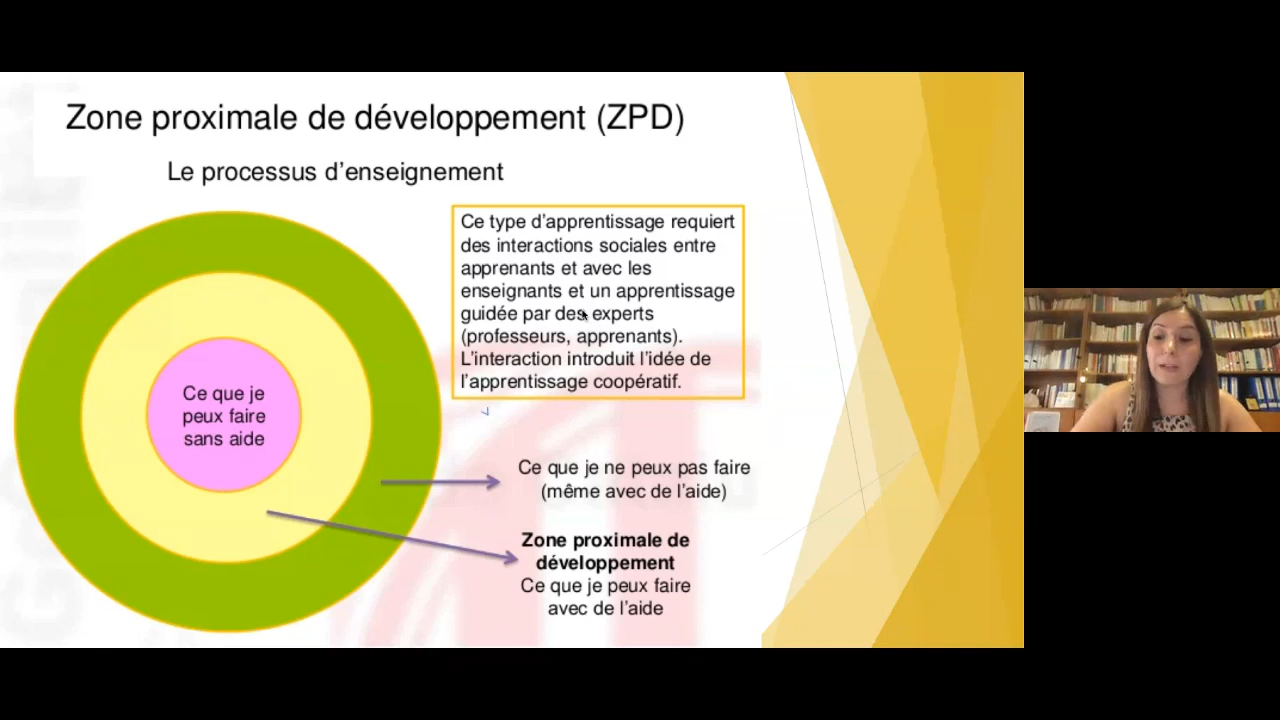 Zone proximale de développement (ZPD)
Le processus d'enseignement
Ce type d'apprentissage requiert
des interactions sociales entre
apprenants et avec les
enseignants et un apprentissage
guidée par des experts
(professeurs, apprenants).
L'interaction introduit l'idée de
l'apprentissage coopératif.
Ce que je
peux faire
sans aide
Ce que je ne peux pas faire
(même avec de l'aide)
Zone proximale de
développement
Ce que je peux faire
avec de l'aide